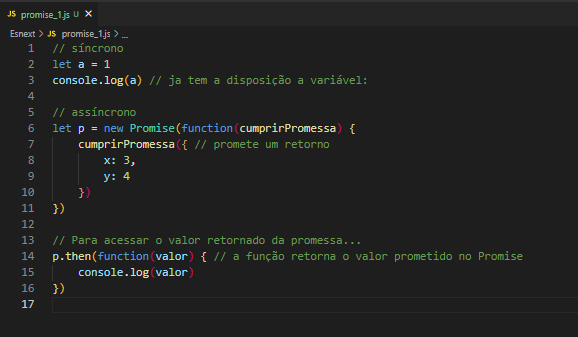 JS promise_1.js U ×
Esnext > JS promise_1.js > ...
1 // síncrono
2 let a = 1
3 console.log(a) // ja tem a disposição a variável:
4
5 // assíncrono
6 let p = new Promise(function(cumprirPromessa) {
7 cumprirPromessa({ // promete um retorno
8 x: 3,
9 y: 4
10 })
11 })
12
13 // Para acessar o valor retornado da promessa...
14 p.then(function(valor) { // a função retorna o valor prometido no Promise
15 console.log(valor)
16 })
17